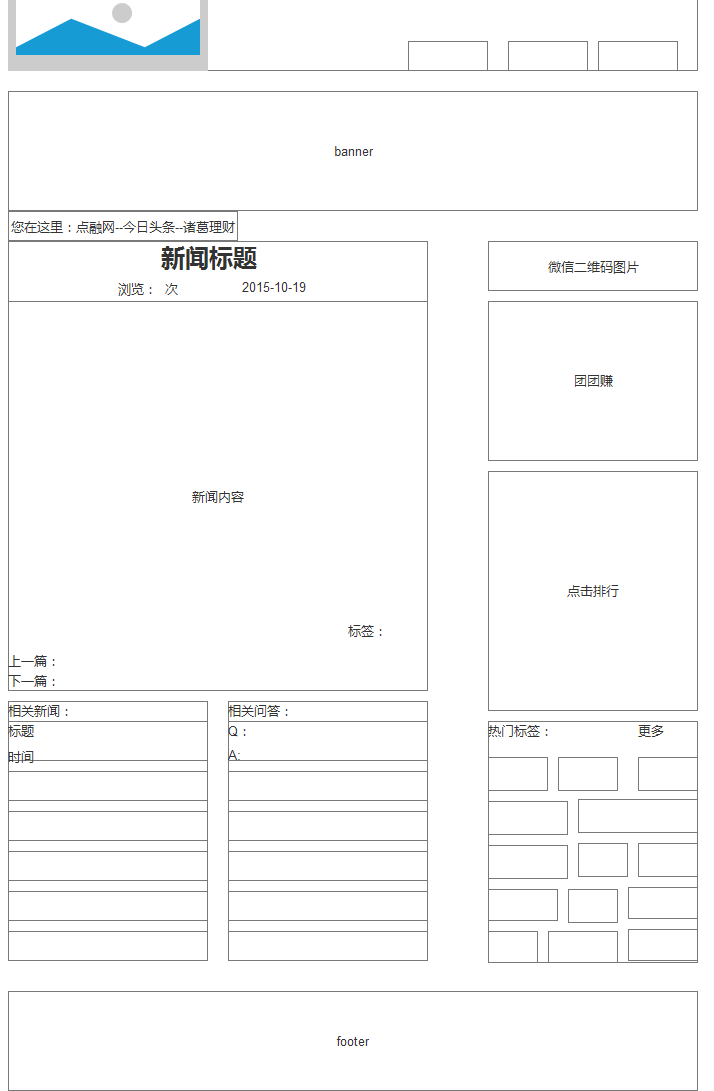 banner
您在这里：点融网--今日头条--诸葛理财
新闻标题
浏览： 次 2015-10-19
新闻内容
标签：
上一篇：
下一篇：
微信二维码图片
团团赚
点击排行
相关新闻：
标题
时间
相关问答：
Q：
A:
热门标签： 更多
footer